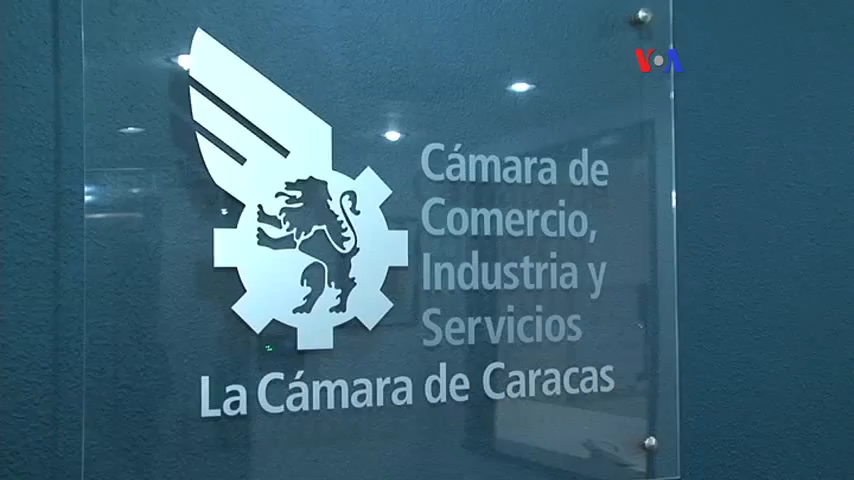 VOA
Cámara de
Comercio,
Industria y
Servicios
La Cámara de Caracas